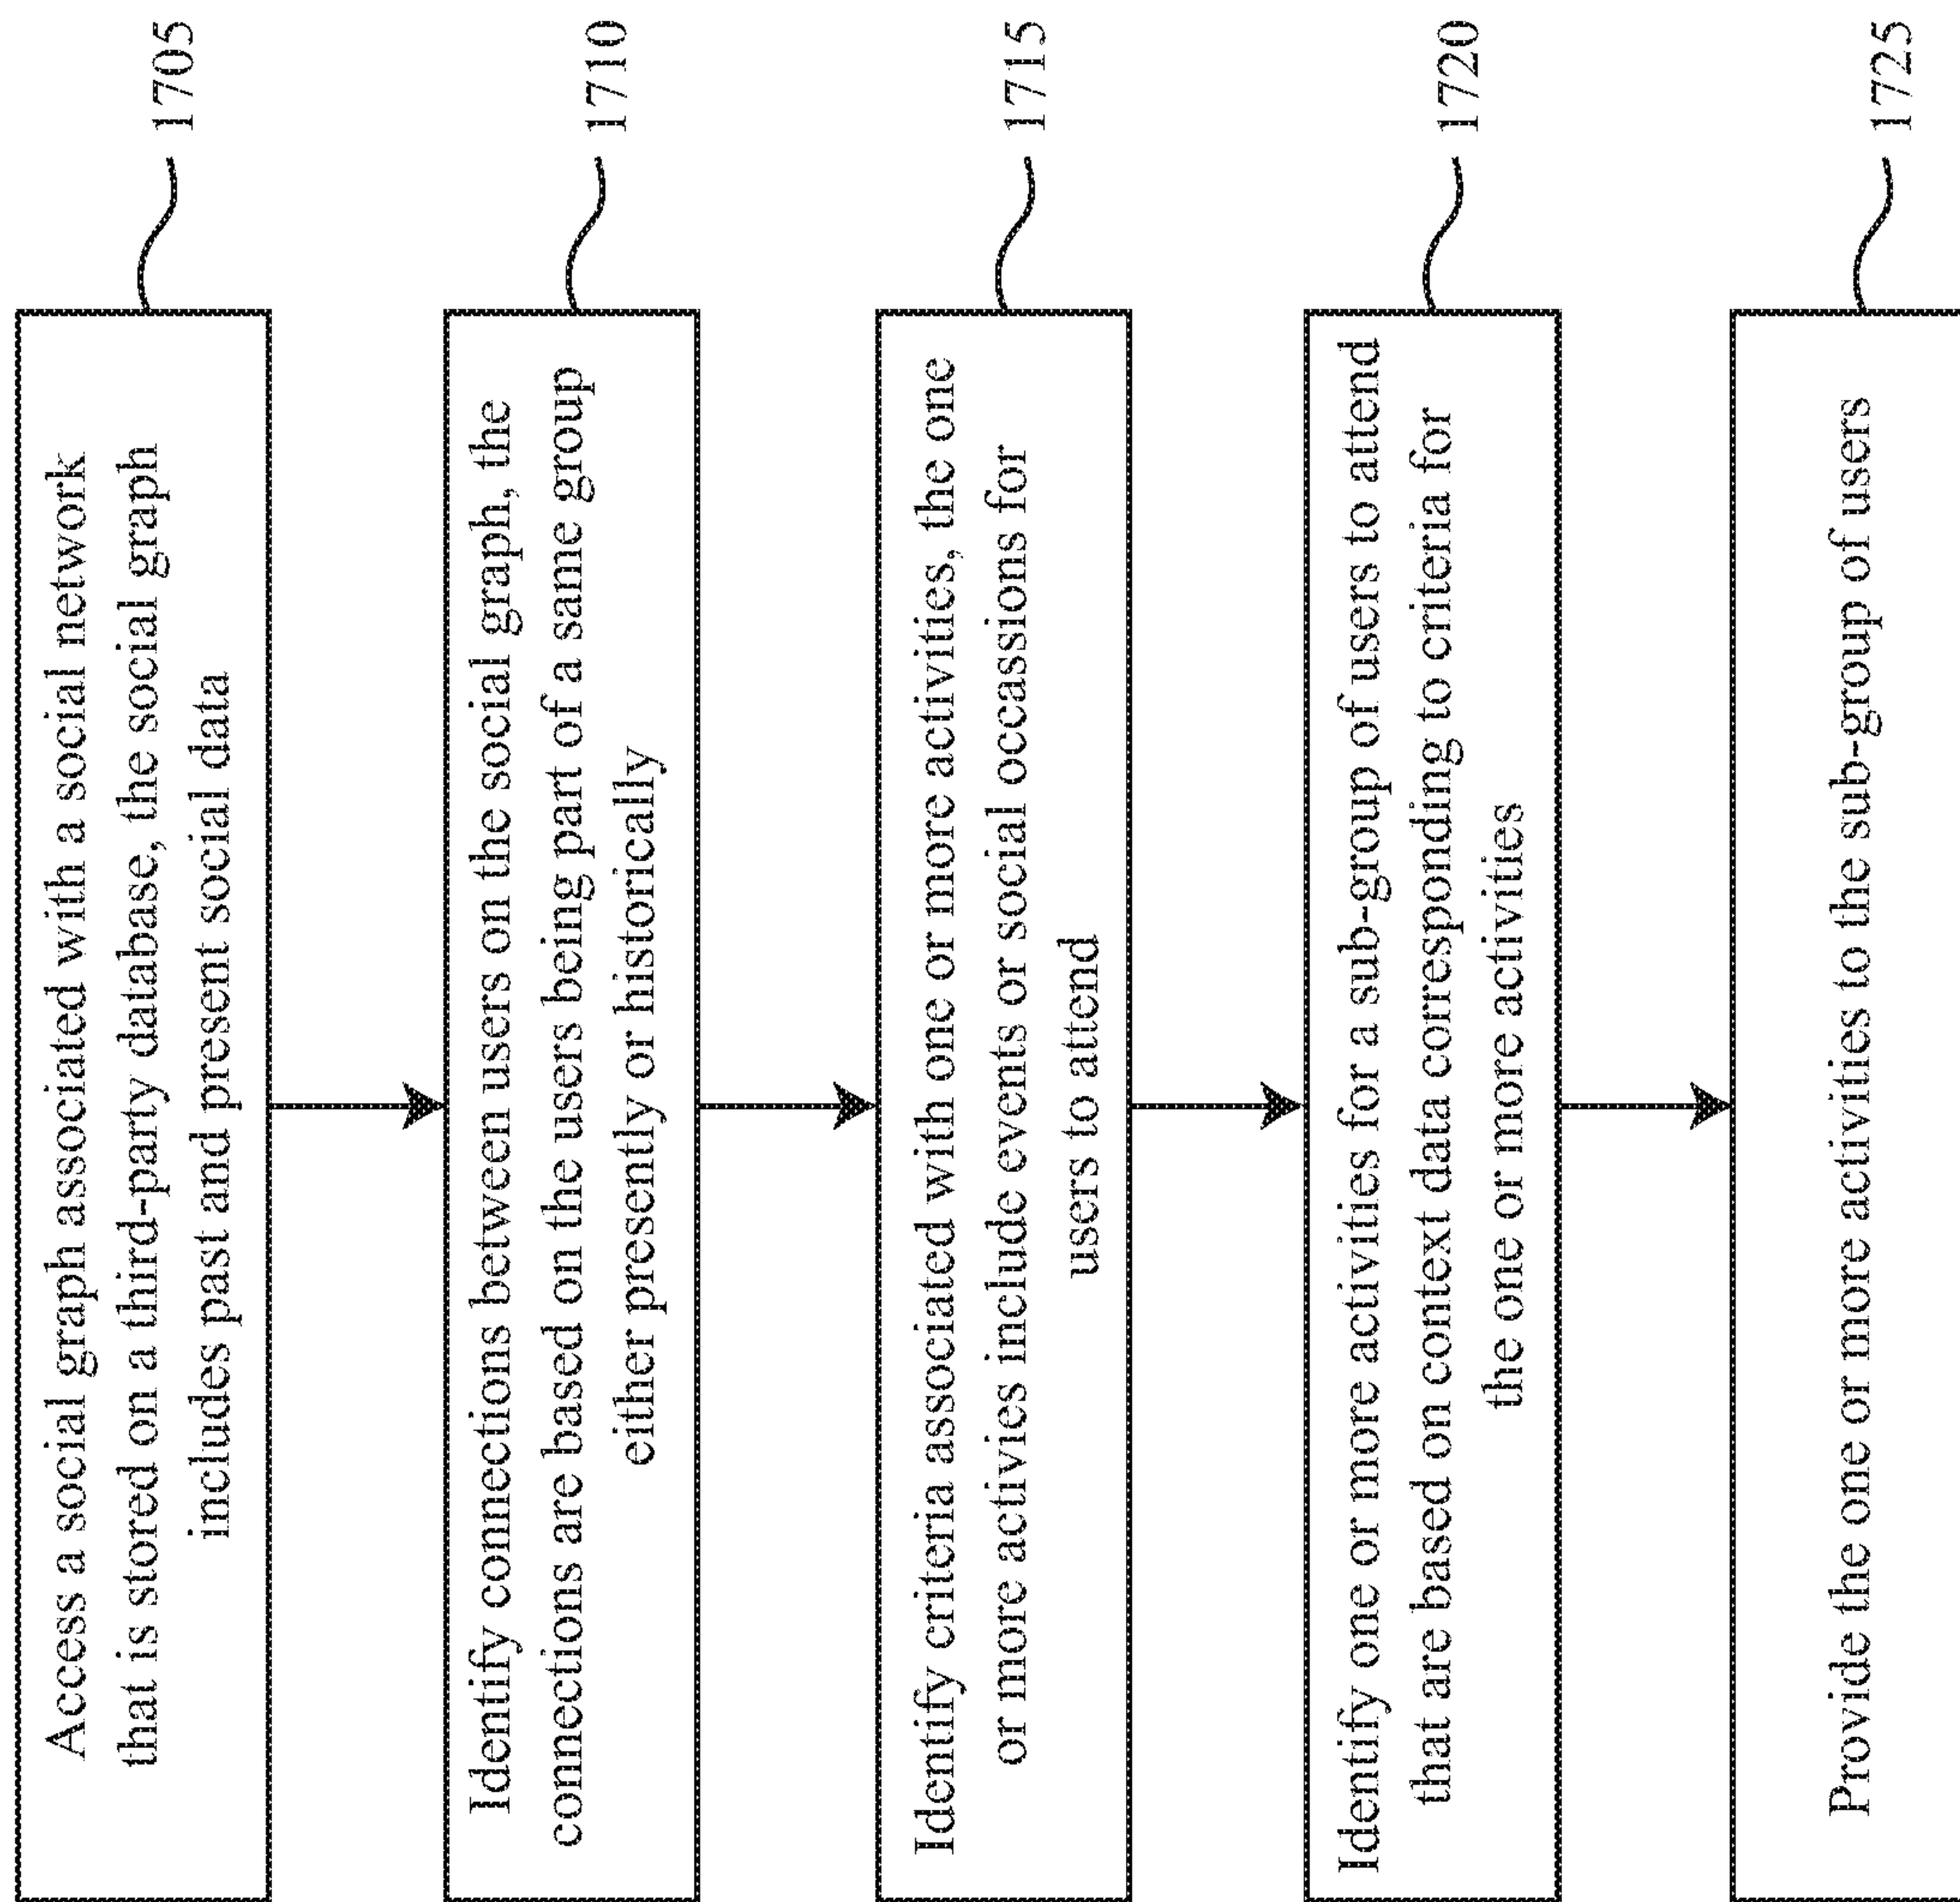 Access a social graph associated with a social network
that is stored on a third-party database, the social graph
includes past and present social data
1705
Identify connections between users on the social graph, the
connections are based on the users being part of a same group
either presently or historically
1710
Identify criteria associated with one or more activities, the one
or more activies include events or social occassions for
users to attend
1715
Identify one or more activities for a sub-group of users to attend
that are based on context data corresponding to criteria for
the one or more activities
1720
Provide the one or more activities to the sub-group of users
1725